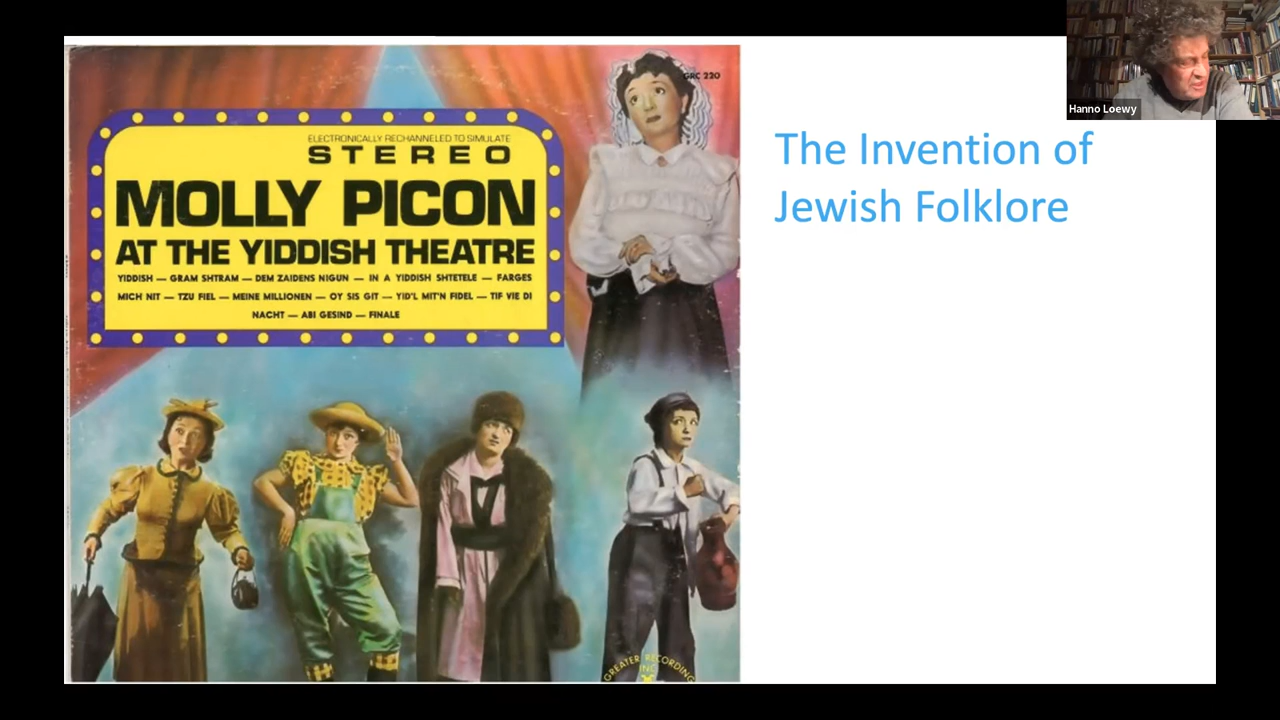 GRC 220
ELECTRONICALLY RECHANNELED TO SIMULATE
STEREO
MOLLY PICON
AT THE YIDDISH THEATRE
YIDDISH — GRAM SHTRAM — DEM ZAIDENS NIGUN — IN A YIDDISH SHTETELE — FARGES
MICH NIT — TZU FIEL — MEINE MILLIONEN — OY SIS GIT — YID'L MIT'N FIDEL — TIF VIE DI
NACHT — ABI GESIND — FINALE
GREATER RECORDING
INC
The Invention of
Jewish Folklore
Hanno Loewy